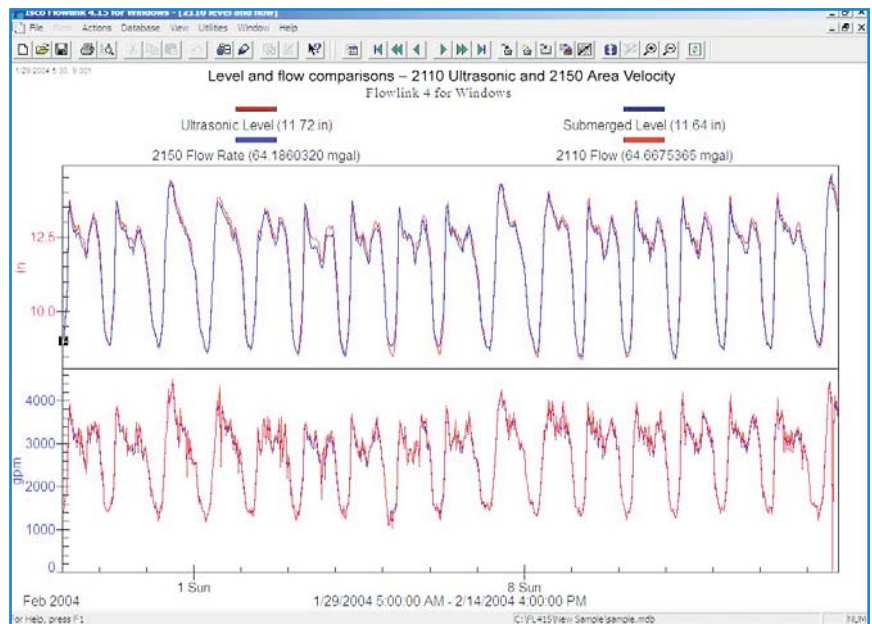 Isco Flowlink 4.15 for Windows - [2110 level and flow]
File Actions Database View Utilities Window Help
Level and flow comparisons – 2110 Ultrasonic and 2150 Area Velocity
Flowlink 4 for Windows
Ultrasonic Level (11.72 in) Submerged Level (11.64 in)
2150 Flow Rate (64.1860320 mgal) 2110 Flow (64.6675365 mgal)
12.5
in
10.0
4000
3000
gpm
2000
1000
0
1 Sun 8 Sun
Feb 2004 1/29/2004 5:00:00 AM - 2/14/2004 4:00:00 PM
For Help, press F1 C:\FL415\New Sample\sample.mdb NUM